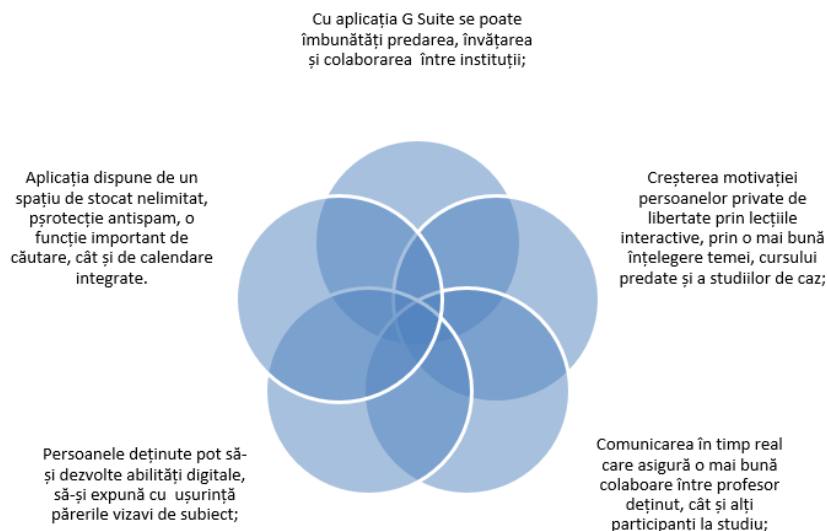 Cu aplicația G Suite se poate
îmbunătăți predarea, învățarea
și colaborarea între instituții;
Aplicația dispune de un
spațiu de stocat nelimitat,
pșrotecție antispam, o
funcție important de
căutare, cât și de calendare
integrate.
Creșterea motivației
persoanelor private de
libertate prin lecțiile
interactive, prin o mai bună
înțelegere temei, cursului
predate și a studiilor de caz;
Persoanele deținute pot să-
și dezvolte abilități digitale,
să-și expună cu ușurință
părerile vizavi de subiect;
Comunicarea în timp real
care asigură o mai bună
colaboare între profesor
deținut, cât și alți
participanți la studiu;